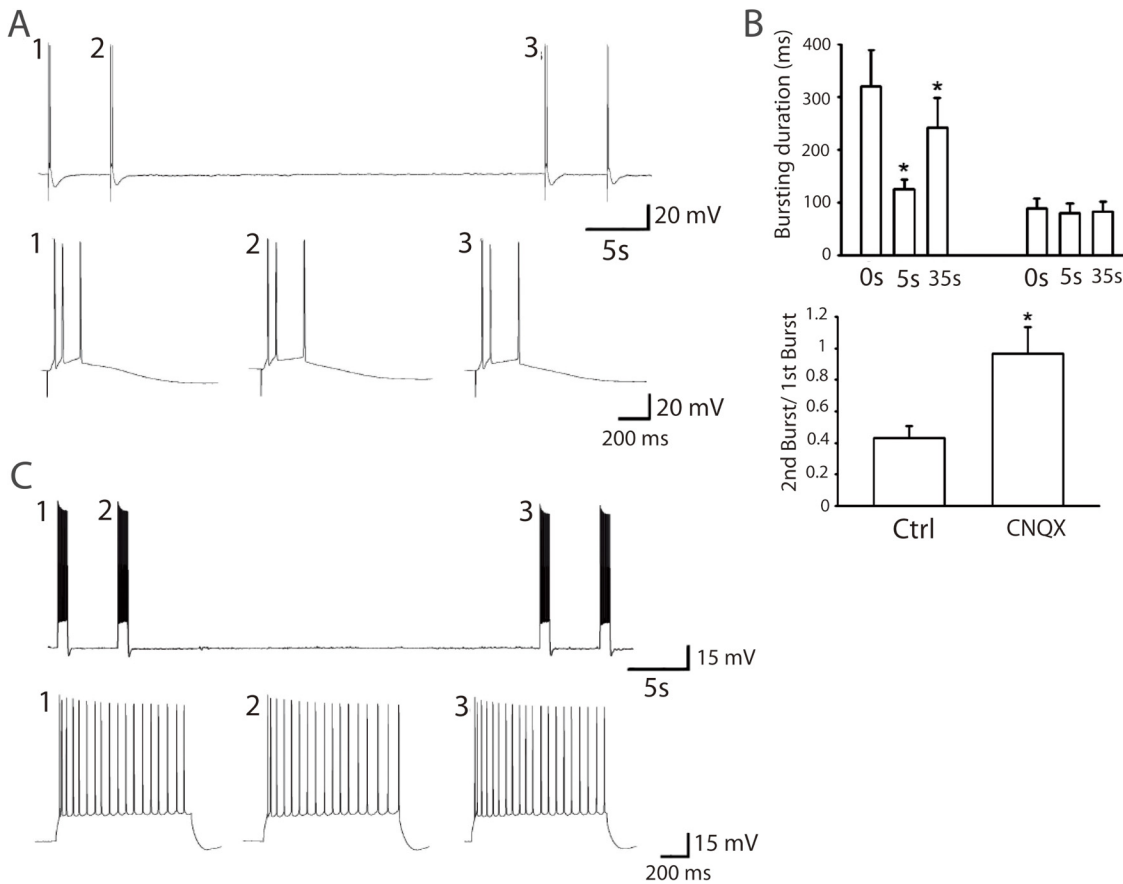 A
1 2 3
20 mV
5s
1 2 3
20 mV
200 ms
B
Bursting duration (ms)
400
300
200
100
0
* *
0s 5s 35s 0s 5s 35s
2nd Burst/ 1st Burst
1.2
1
0.8
0.6
0.4
0.2
0
*
Ctrl CNQX
C
1 2 3
15 mV
5s
1 2 3
15 mV
200 ms